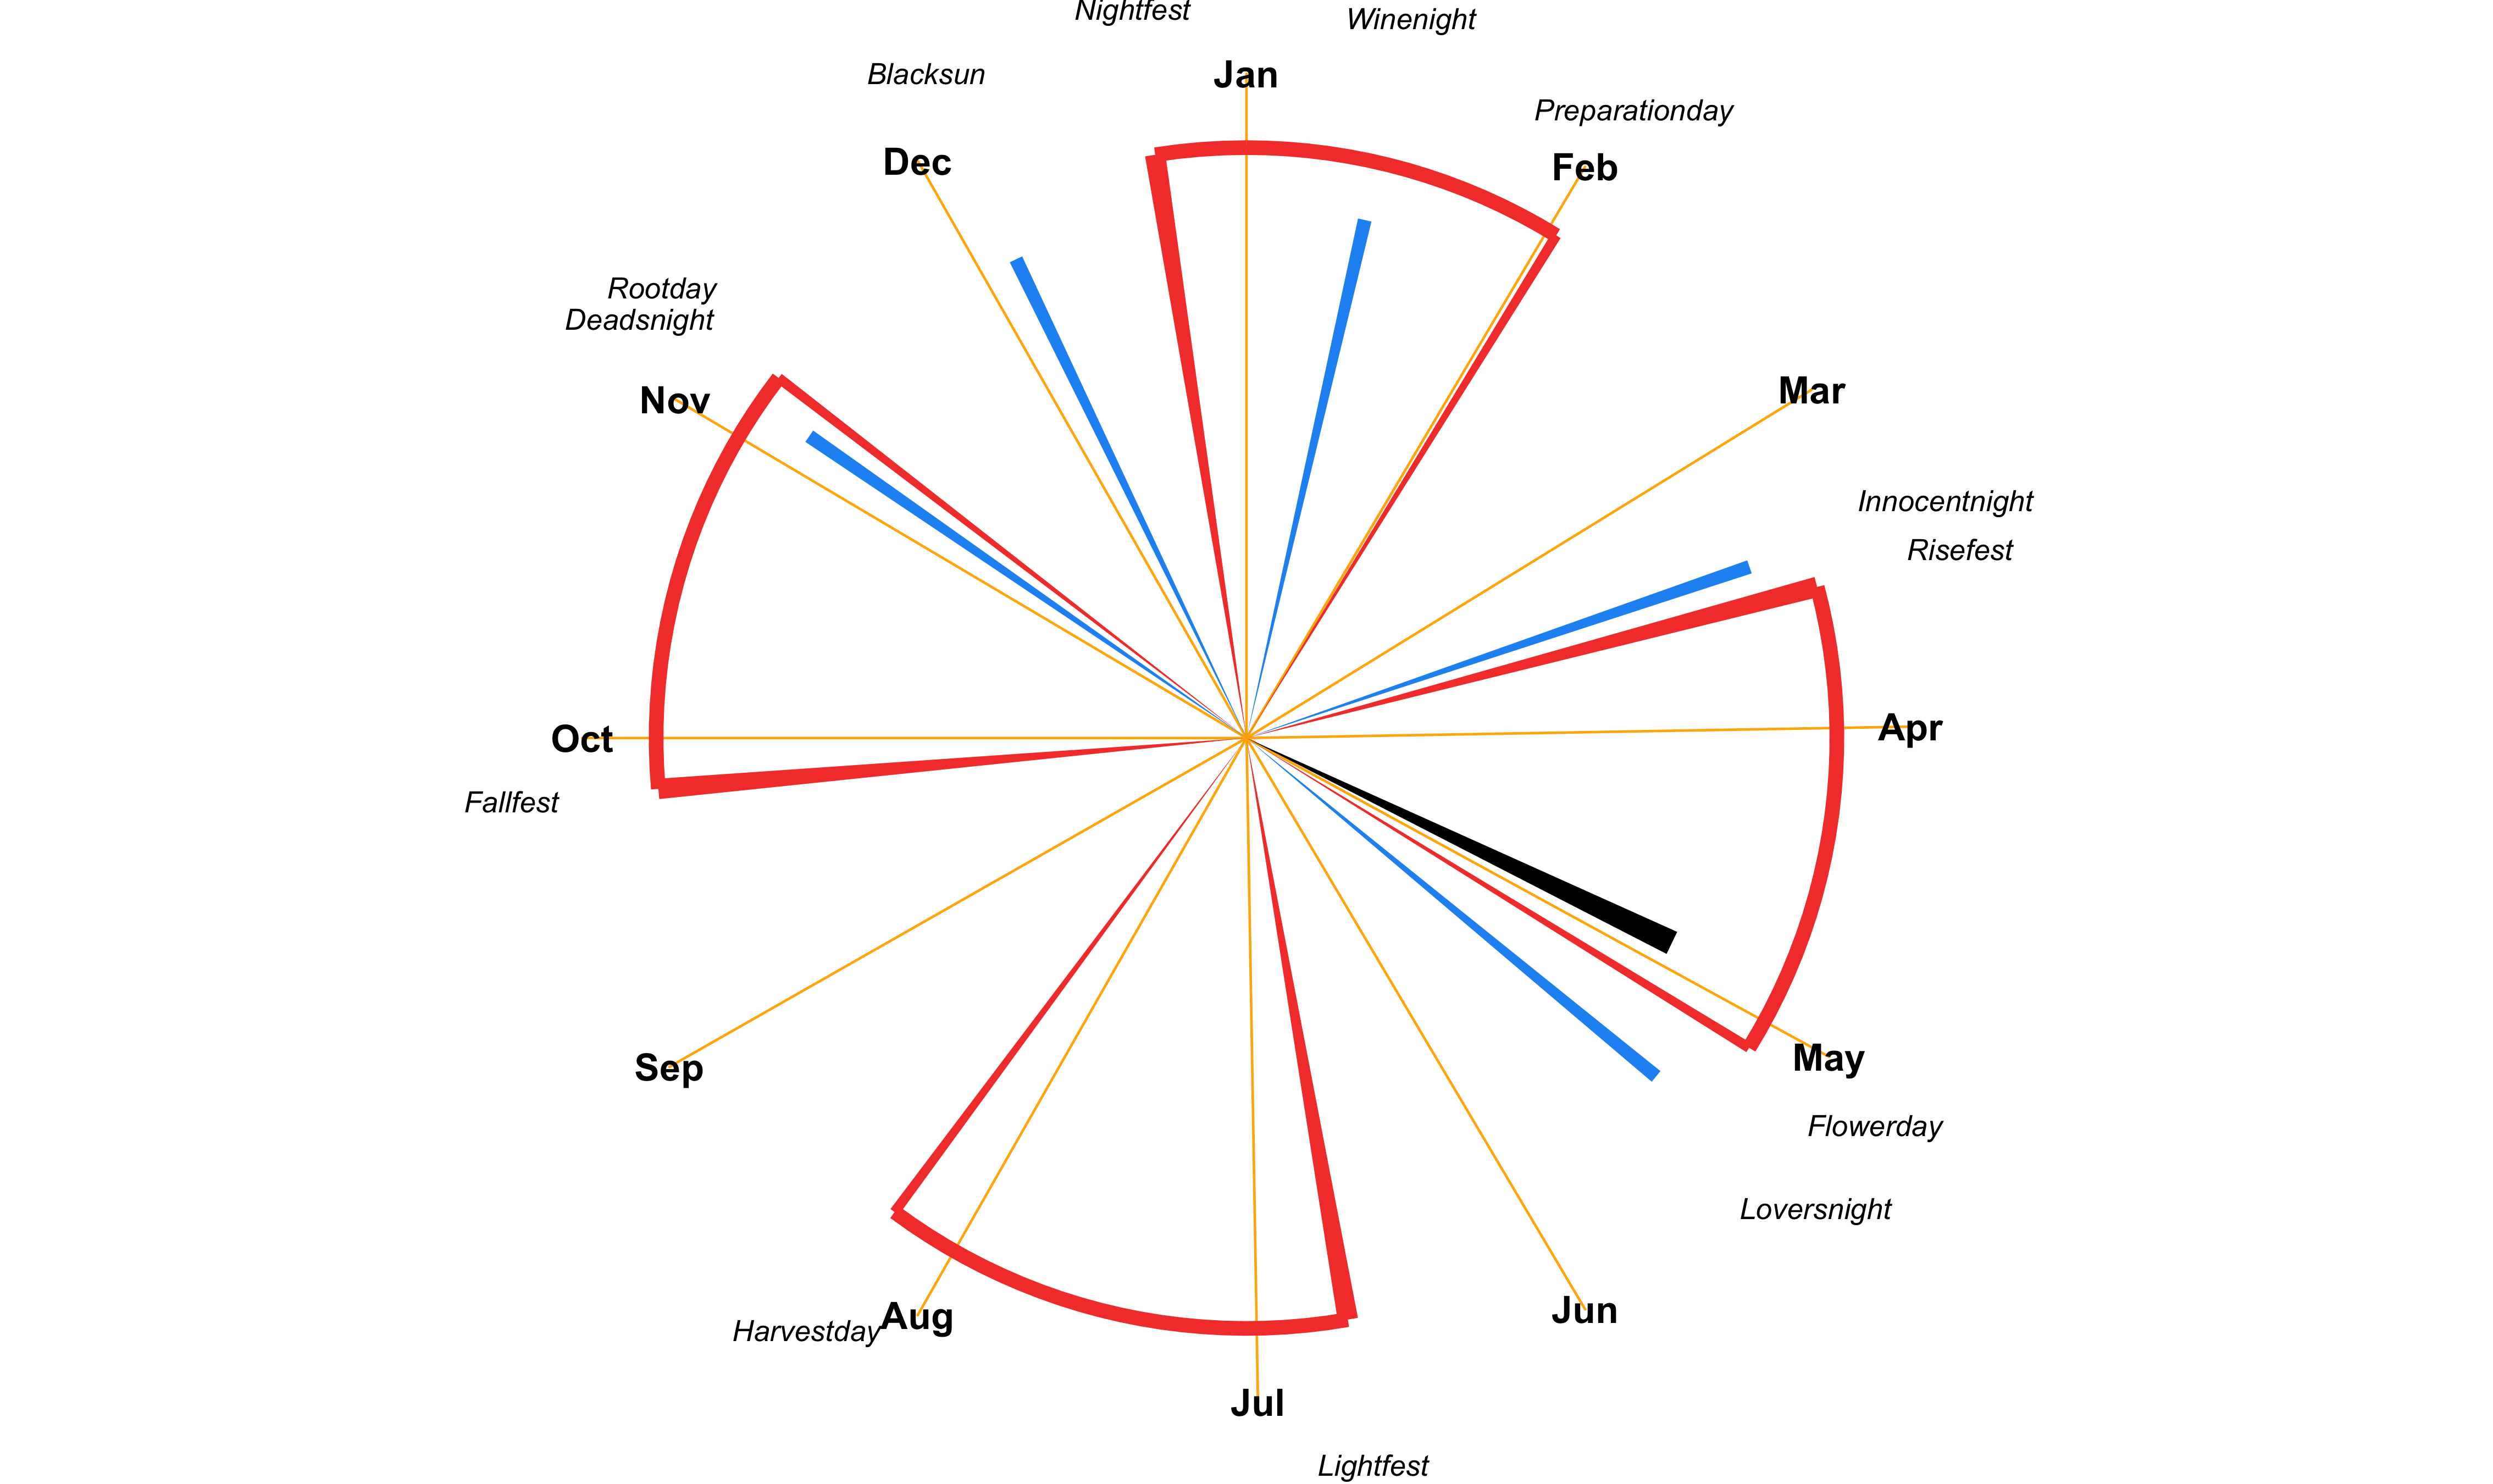 Nightfest
Winenight
Blacksun
Jan
Preparationday
Dec
Feb
Rootday
Deadsnight
Nov
Mar
Innocentnight
Risefest
Oct
Apr
Fallfest
Sep
May
Flowerday
Loversnight
Harvestday
Aug
Jun
Jul
Lightfest